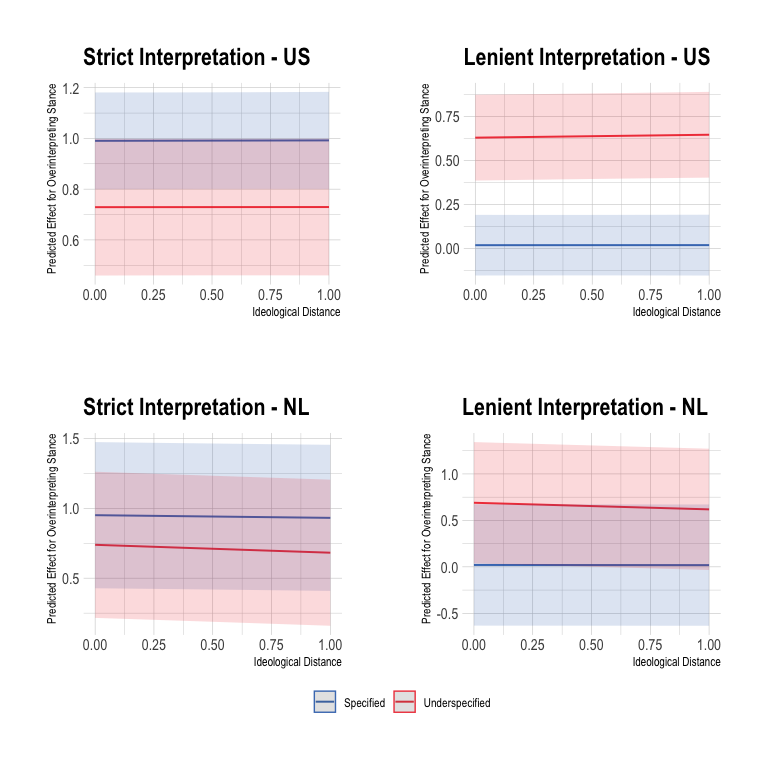 Strict Interpretation - US
Predicted Effect for Overinterpreting Stance
1.2
1.0
0.8
0.6
0.00 0.25 0.50 0.75 1.00
Ideological Distance
Lenient Interpretation - US
Predicted Effect for Overinterpreting Stance
0.75
0.50
0.25
0.00
0.00 0.25 0.50 0.75 1.00
Ideological Distance
Strict Interpretation - NL
Predicted Effect for Overinterpreting Stance
1.5
1.0
0.5
0.00 0.25 0.50 0.75 1.00
Ideological Distance
Lenient Interpretation - NL
Predicted Effect for Overinterpreting Stance
1.0
0.5
0.0
-0.5
0.00 0.25 0.50 0.75 1.00
Ideological Distance
Specified Underspecified